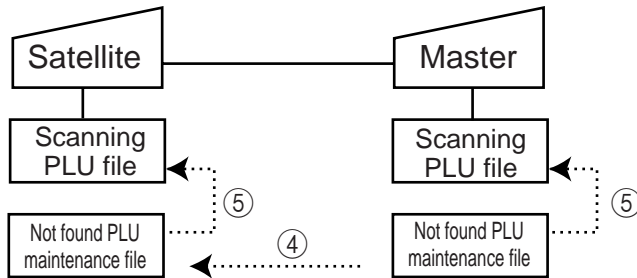 Satellite
Master
Scanning
PLU file
Scanning
PLU file
⑤
⑤
Not found PLU
maintenance file
④
Not found PLU
maintenance file